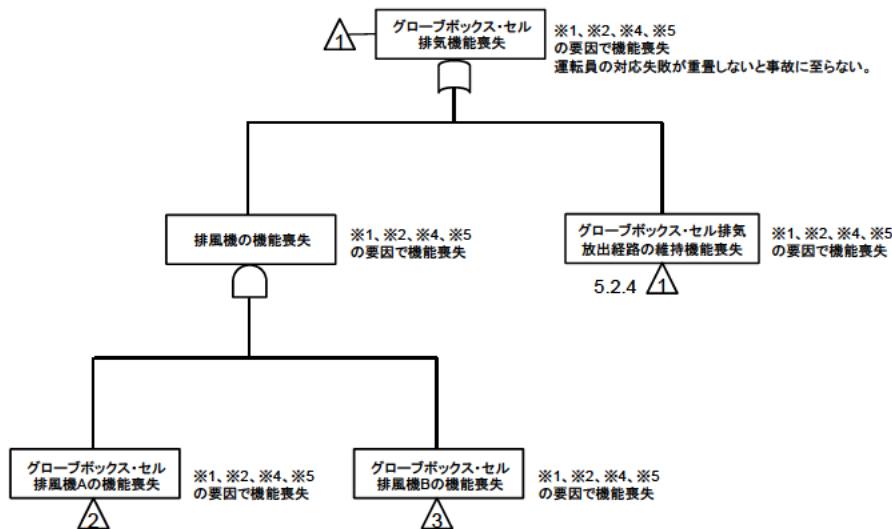 1
グローブボックス・セル
排気機能喪失
※1、※2、※4、※5
の要因で機能喪失
運転員の対応失敗が重畳しないと事故に至らない。
排風機の機能喪失
※1、※2、※4、※5
の要因で機能喪失
グローブボックス・セル排気
放出経路の維持機能喪失
※1、※2、※4、※5
の要因で機能喪失
5.2.4 1
グローブボックス・セル
排風機Aの機能喪失
※1、※2、※4、※5
の要因で機能喪失
2
グローブボックス・セル
排風機Bの機能喪失
※1、※2、※4、※5
の要因で機能喪失
3